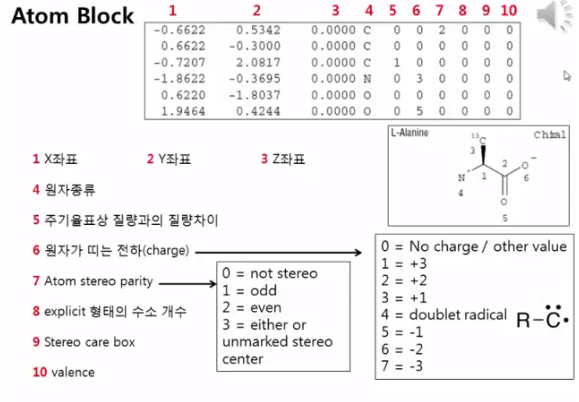 Atom Block
1 2 3 4 5 6 7 8 9 10
-0.6622 0.5342 0.0000 C 0 0 2 0 0 0
0.6622 -0.3000 0.0000 C 0 0 0 0 0 0
-0.7207 2.0817 0.0000 C 1 0 0 0 0 0
-1.8622 -0.3695 0.0000 N 0 3 0 0 0 0
0.6220 -1.8037 0.0000 O 0 0 0 0 0 0
1.9464 0.4244 0.0000 O 0 5 0 0 0 0
L-Alanine
Chiral
13C
3
N+
4
1
2
O-
6
O
5
1 X좌표 2 Y좌표 3 Z좌표
4 원자종류
5 주기율표상 질량과의 질량차이
6 원자가 띠는 전하(charge)
7 Atom stereo parity
8 explicit 형태의 수소 개수
9 Stereo care box
10 valence
0 = not stereo
1 = odd
2 = even
3 = either or
unmarked stereo
center
0 = No charge / other value
1 = +3
2 = +2
3 = +1
4 = doublet radical
5 = -1
6 = -2
7 = -3
R-C